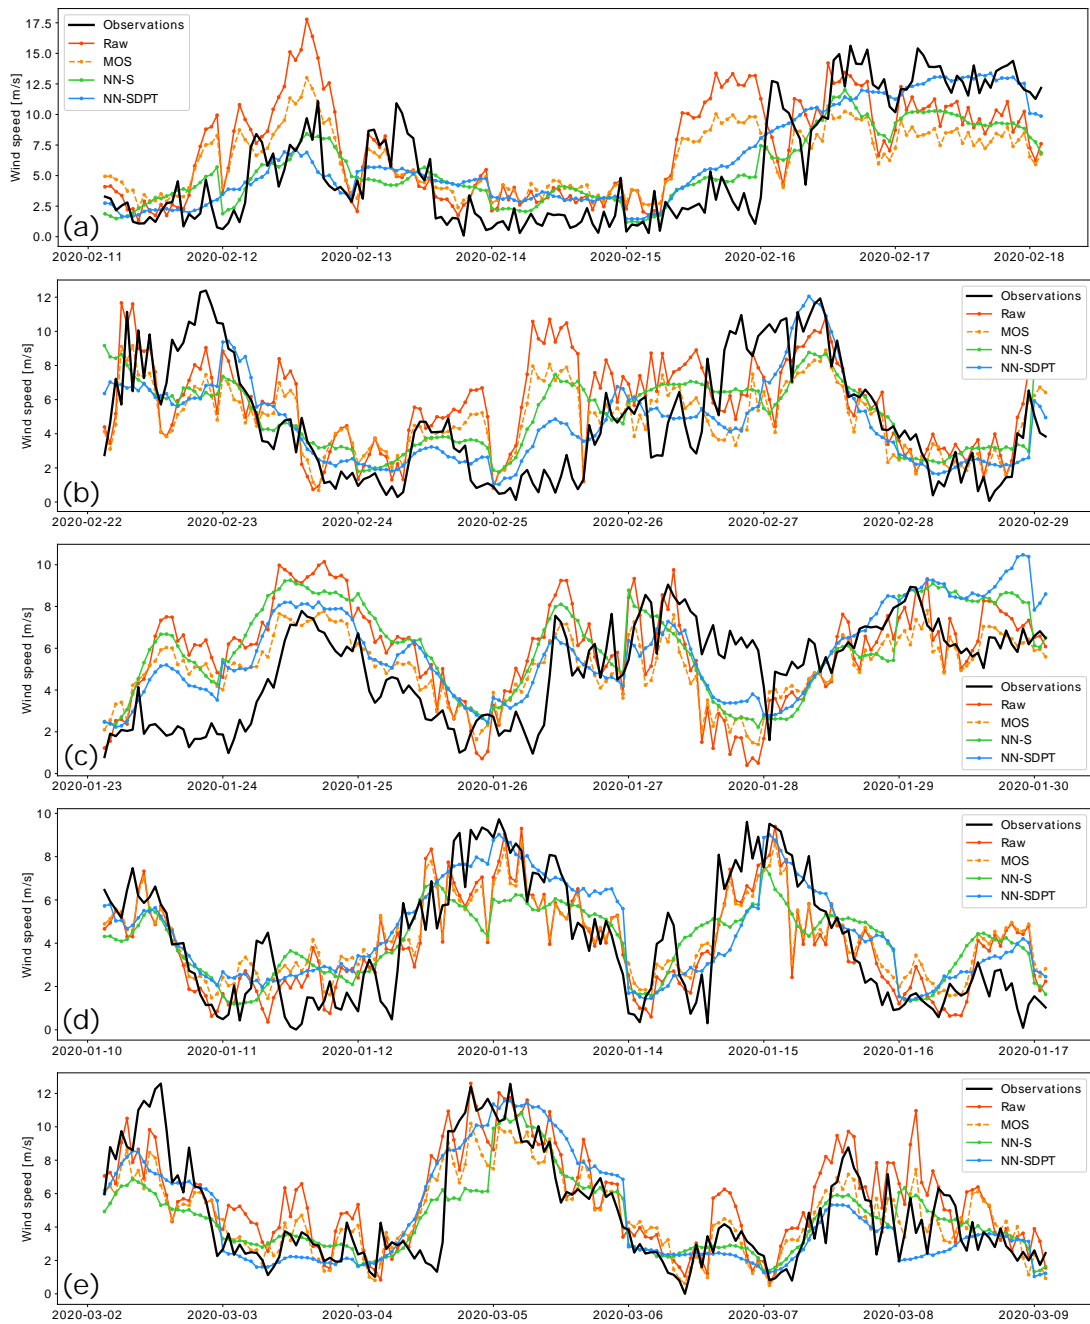 17.5
15.0
12.5
10.0
7.5
5.0
2.5
0.0
Wind speed [m/s]
Observations
Raw
MOS
NN-S
NN-SDPT
(a)
2020-02-11 2020-02-12 2020-02-13 2020-02-14 2020-02-15 2020-02-16 2020-02-17 2020-02-18
12
10
8
6
4
2
0
Wind speed [m/s]
Observations
Raw
MOS
NN-S
NN-SDPT
(b)
2020-02-22 2020-02-23 2020-02-24 2020-02-25 2020-02-26 2020-02-27 2020-02-28 2020-02-29
10
8
6
4
2
0
Wind speed [m/s]
Observations
Raw
MOS
NN-S
NN-SDPT
(c)
2020-01-23 2020-01-24 2020-01-25 2020-01-26 2020-01-27 2020-01-28 2020-01-29 2020-01-30
10
8
6
4
2
0
Wind speed [m/s]
Observations
Raw
MOS
NN-S
NN-SDPT
(d)
2020-01-10 2020-01-11 2020-01-12 2020-01-13 2020-01-14 2020-01-15 2020-01-16 2020-01-17
12
10
8
6
4
2
0
Wind speed [m/s]
Observations
Raw
MOS
NN-S
NN-SDPT
(e)
2020-03-02 2020-03-03 2020-03-04 2020-03-05 2020-03-06 2020-03-07 2020-03-08 2020-03-09